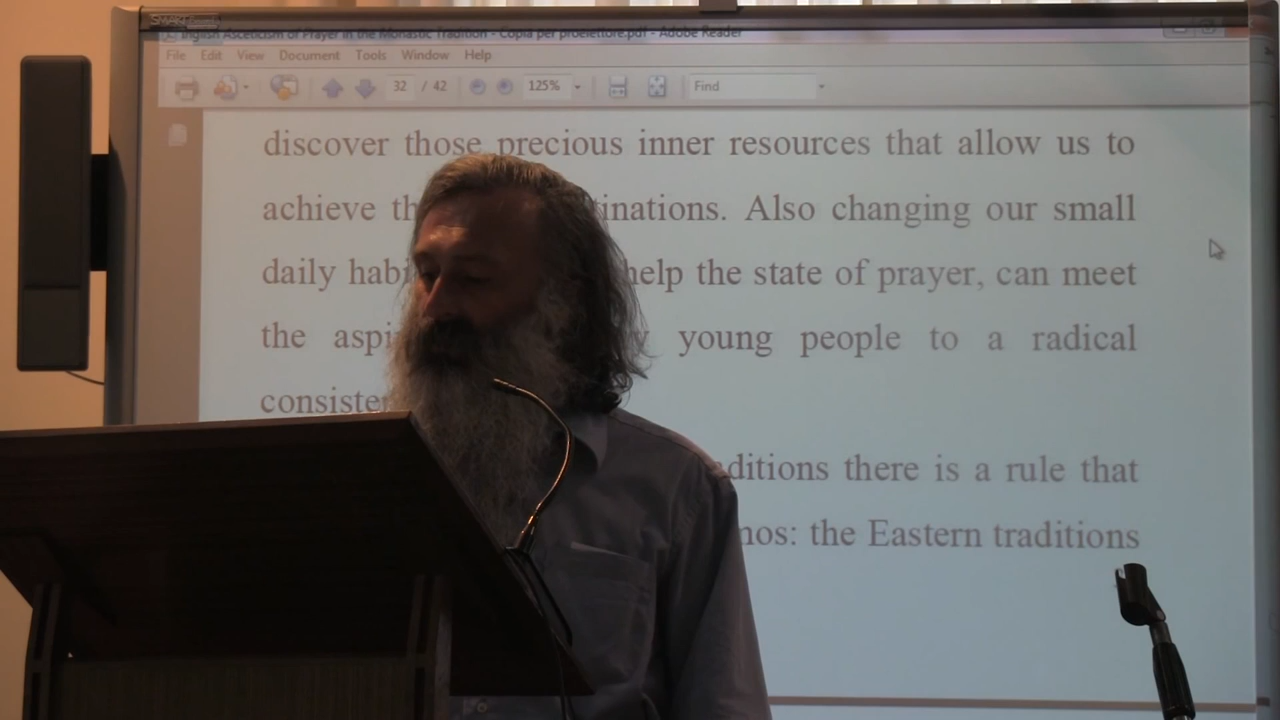 English Asceticism of Prayer in the Monastic Tradition - Copia per proelettore.pdf - Adobe Reader
File Edit View Document Tools Window Help
32 / 42 125% Find
discover those precious inner resources that allow us to
achieve th tinations. Also changing our small
daily habi help the state of prayer, can meet
the aspi y young people to a radical
consiste
ditions there is a rule that
nos: the Eastern traditions